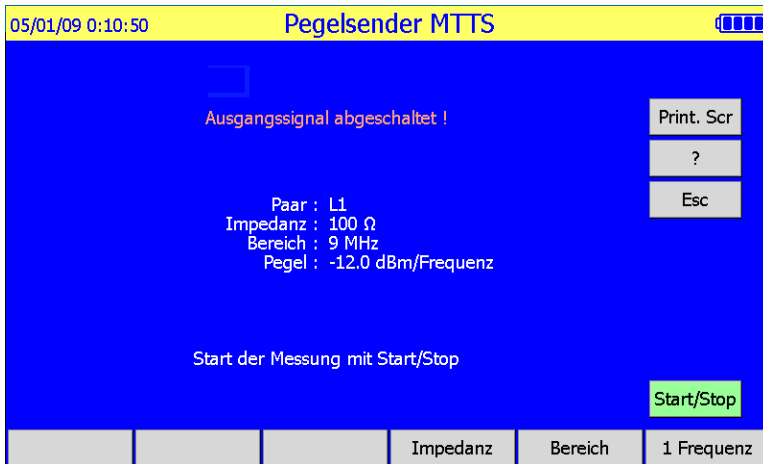 05/01/09 0:10:50 Pegelsender MTTS
Ausgangssignal abgeschaltet !
Print. Scr
?
Esc
Paar : L1
Impedanz : 100 Ω
Bereich : 9 MHz
Pegel : -12.0 dBm/Frequenz
Start der Messung mit Start/Stop
Start/Stop
Impedanz Bereich 1 Frequenz